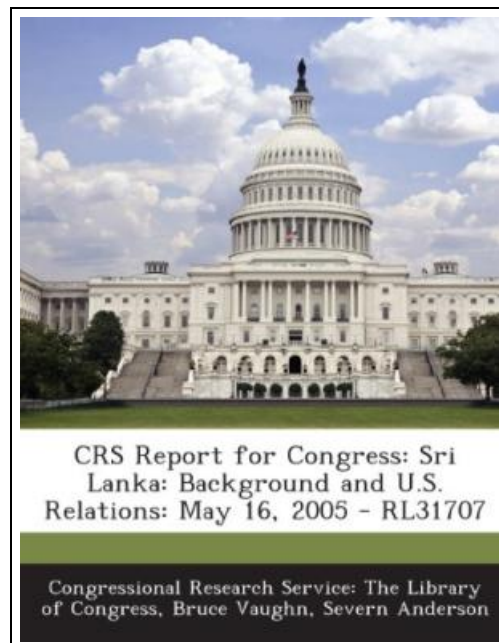 CRS Report for Congress: Sri
Lanka: Background and U.S.
Relations: May 16, 2005 - RL31707
Congressional Research Service: The Library
of Congress, Bruce Vaughn, Severn Anderson